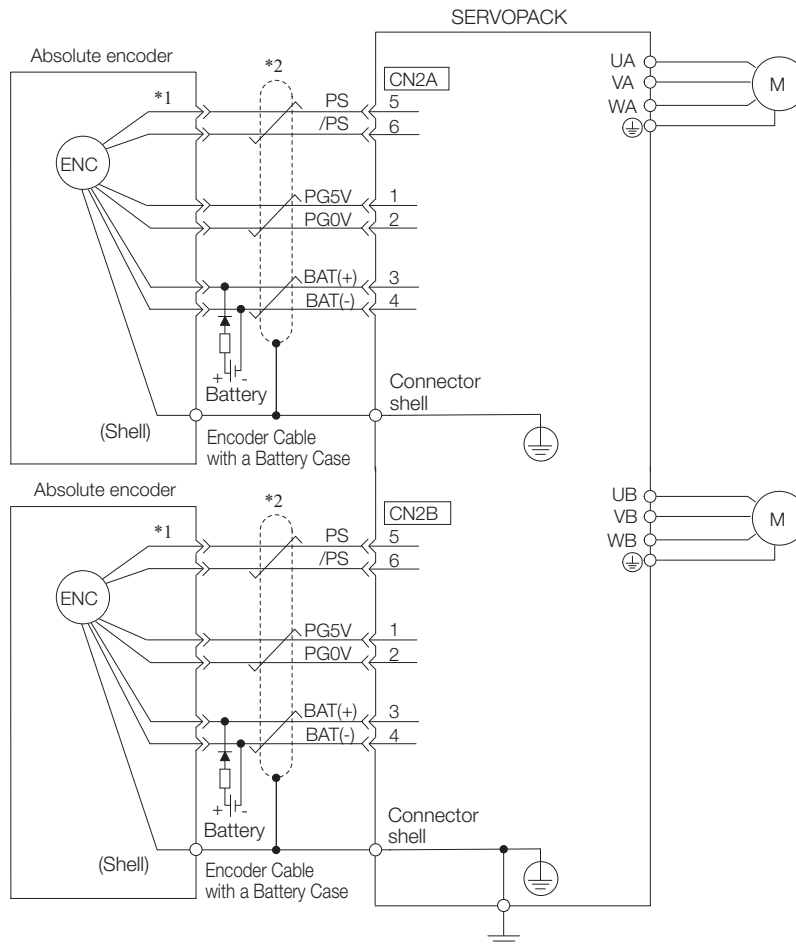 SERVOPACK
Absolute encoder
*1
*2
CN2A
ENC
PS 5
/PS 6
PG5V 1
PG0V 2
BAT(+) 3
BAT(-) 4
+ -
Battery
(Shell)
Encoder Cable
with a Battery Case
Connector
shell
UA
VA
WA
M
Absolute encoder
*1
*2
CN2B
ENC
PS 5
/PS 6
PG5V 1
PG0V 2
BAT(+) 3
BAT(-) 4
+ -
Battery
(Shell)
Encoder Cable
with a Battery Case
Connector
shell
UB
VB
WB
M